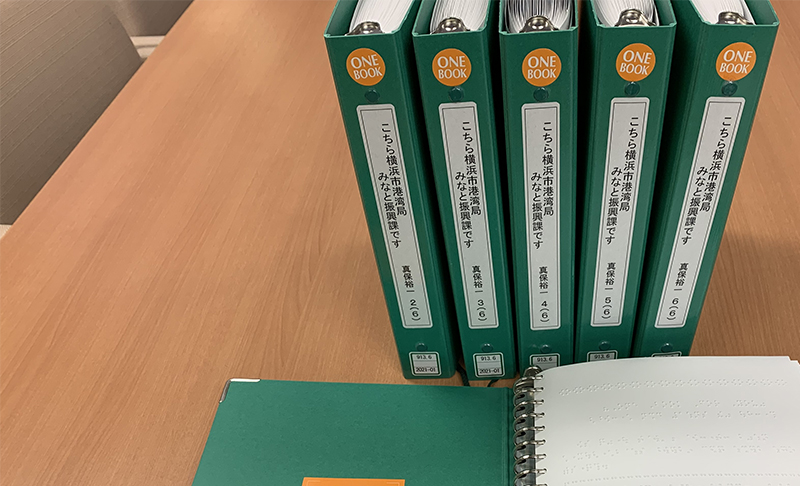 ONE
BOOK
こちら横浜市港湾局
みなと振興課です
真保裕一 2(6)
913.6
2021-01
ONE
BOOK
こちら横浜市港湾局
みなと振興課です
真保裕一 3(6)
913.6
2021-01
ONE
BOOK
こちら横浜市港湾局
みなと振興課です
真保裕一 4(6)
913.6
ONE
BOOK
こちら横浜市港湾局
みなと振興課です
真保裕一 5(6)
913.6
ONE
BOOK
こちら横浜市港湾局
みなと振興課です
真保裕一 6(6)